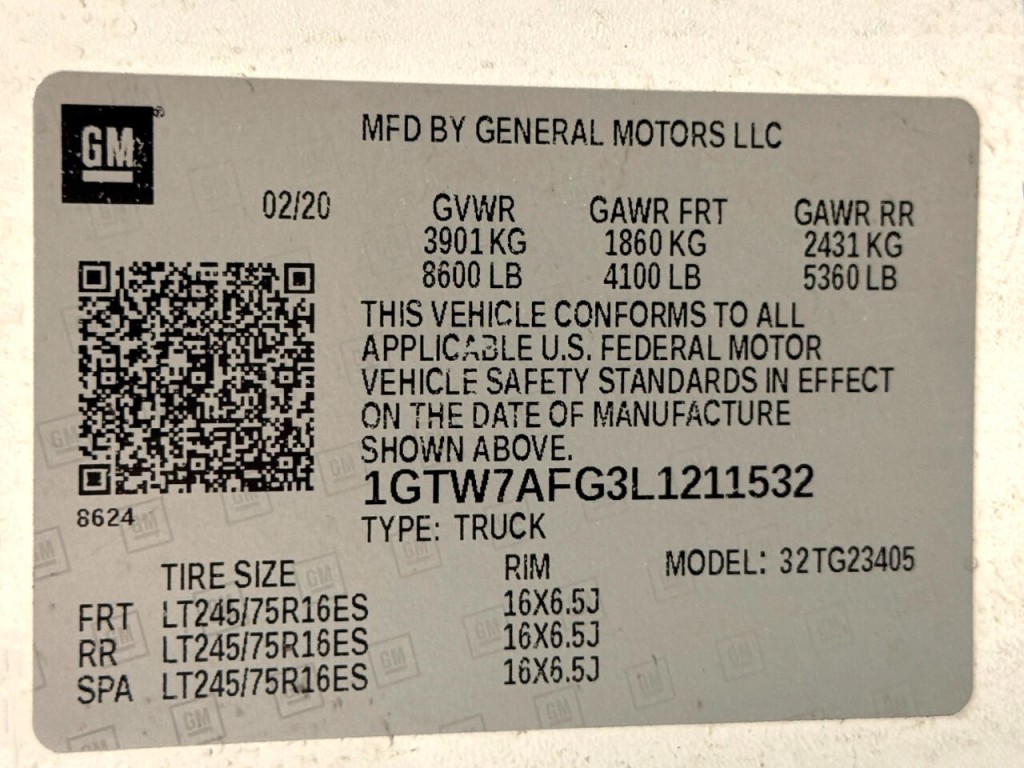 GM®
MFD BY GENERAL MOTORS LLC
02/20 GVWR GAWR FRT GAWR RR
3901 KG 1860 KG 2431 KG
8600 LB 4100 LB 5360 LB
THIS VEHICLE CONFORMS TO ALL
APPLICABLE U.S. FEDERAL MOTOR
VEHICLE SAFETY STANDARDS IN EFFECT
ON THE DATE OF MANUFACTURE
SHOWN ABOVE.
1GTW7AFG3L1211532
8624
TYPE: TRUCK
TIRE SIZE RIM MODEL: 32TG23405
FRT LT245/75R16ES 16X6.5J
RR LT245/75R16ES 16X6.5J
SPA LT245/75R16ES 16X6.5J